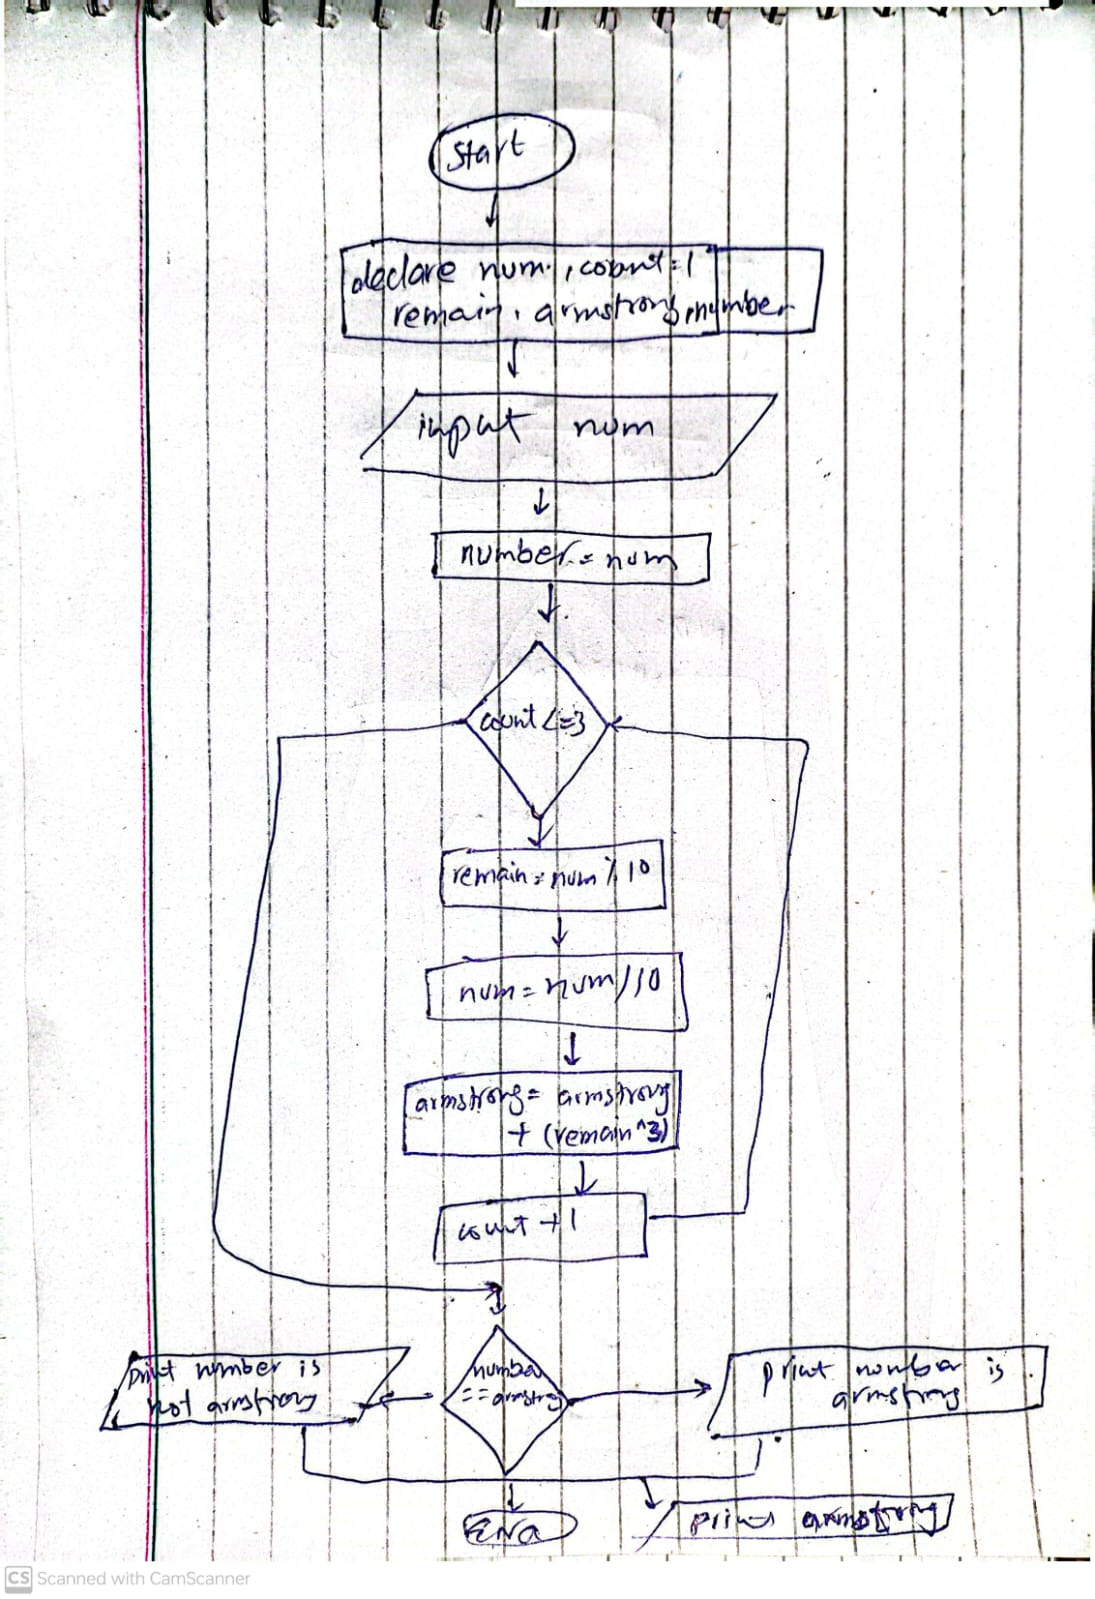 start
declare num, count=1
remain, armstrong, number
input num
number = num
count <=3
remain = num % 10
num = num/10
armstrong = armstrong
+ (remain^3)
count +1
number
== armstrng
print number is
not armstrong
print number is
armstrong
End
print armstrong
CS Scanned with CamScanner